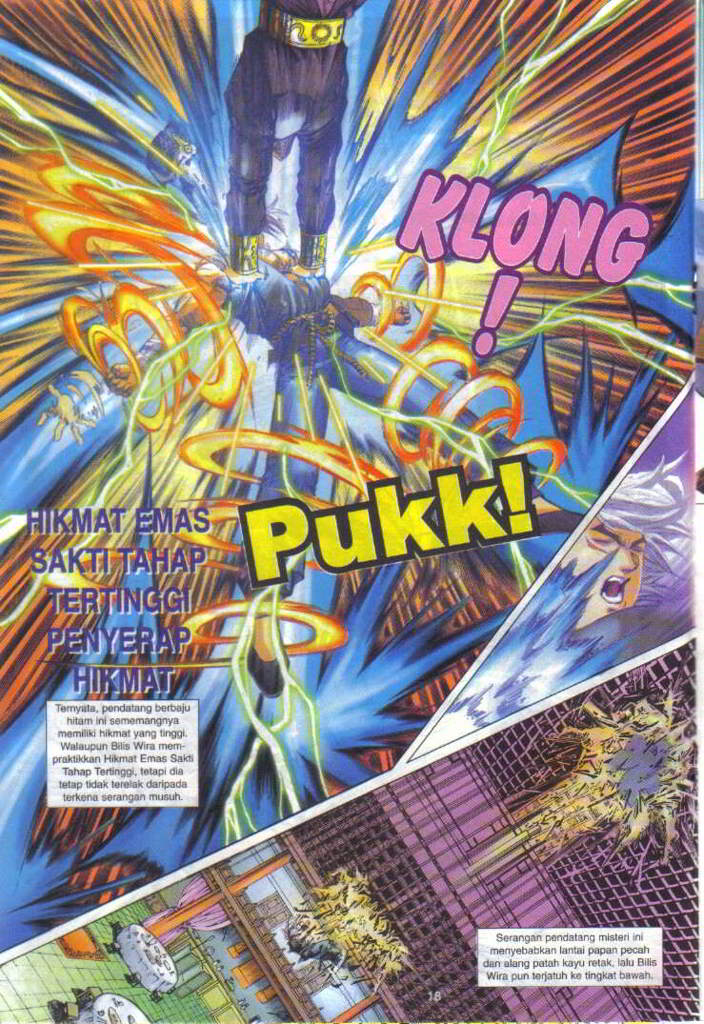 KLONG
!
PUKK!
HIKMAT EMAS
SAKTI TAHAP
TERTINGGI
PENYERAP
HIKMAT
Ternyata, pendatang berbaju
hitam ini sememangnya
memiliki hikmat yang tinggi.
Walaupun Bilis Wira mem-
praktikkan Hikmat Emas Sakti
Tahap Tertinggi, tetapi dia
tetap tidak terelak daripada
terkena serangan musuh.
Serangan pendatang misteri ini
menyebabkan lantai papan pecah
dan alang patah kayu retak, lalu Bilis
Wira pun terjatuh ke tingkat bawah.
18